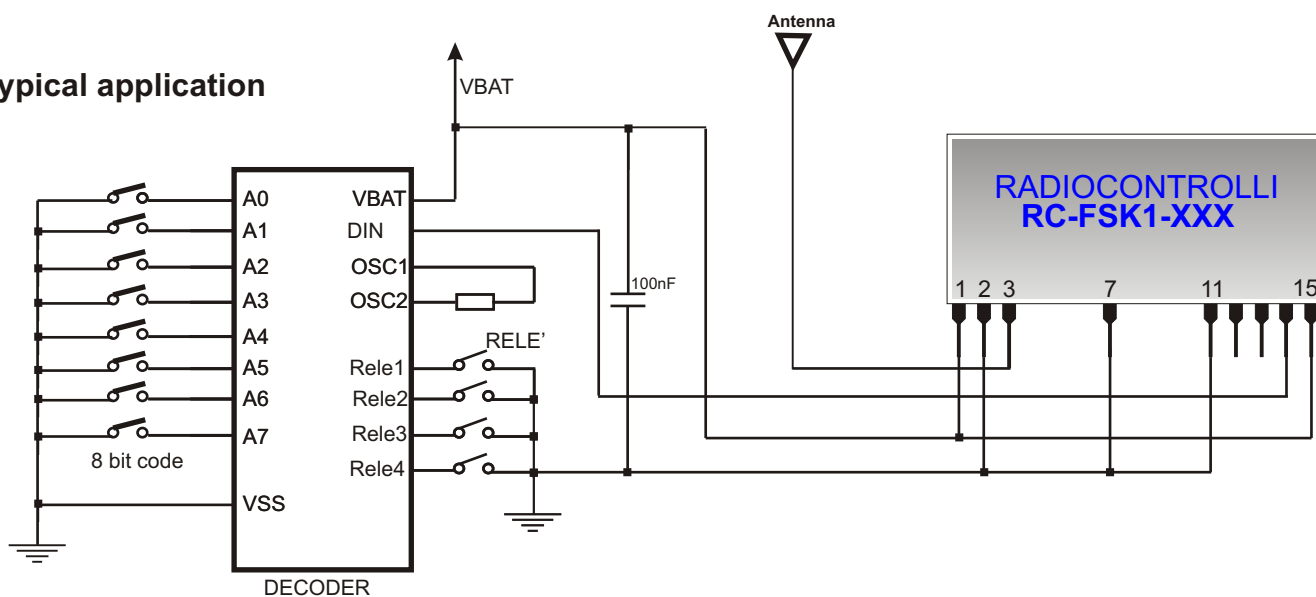 Antenna
ypical application
VBAT
RADIOCONTROLLI
RC-FSK1-XXX
A0
VBAT
A1
DIN
A2
OSC1
100nF
1 2 3 7 11 15
A3
OSC2
A4
RELE'
A5
Rele1
A6
Rele2
A7
Rele3
8 bit code
Rele4
VSS
DECODER